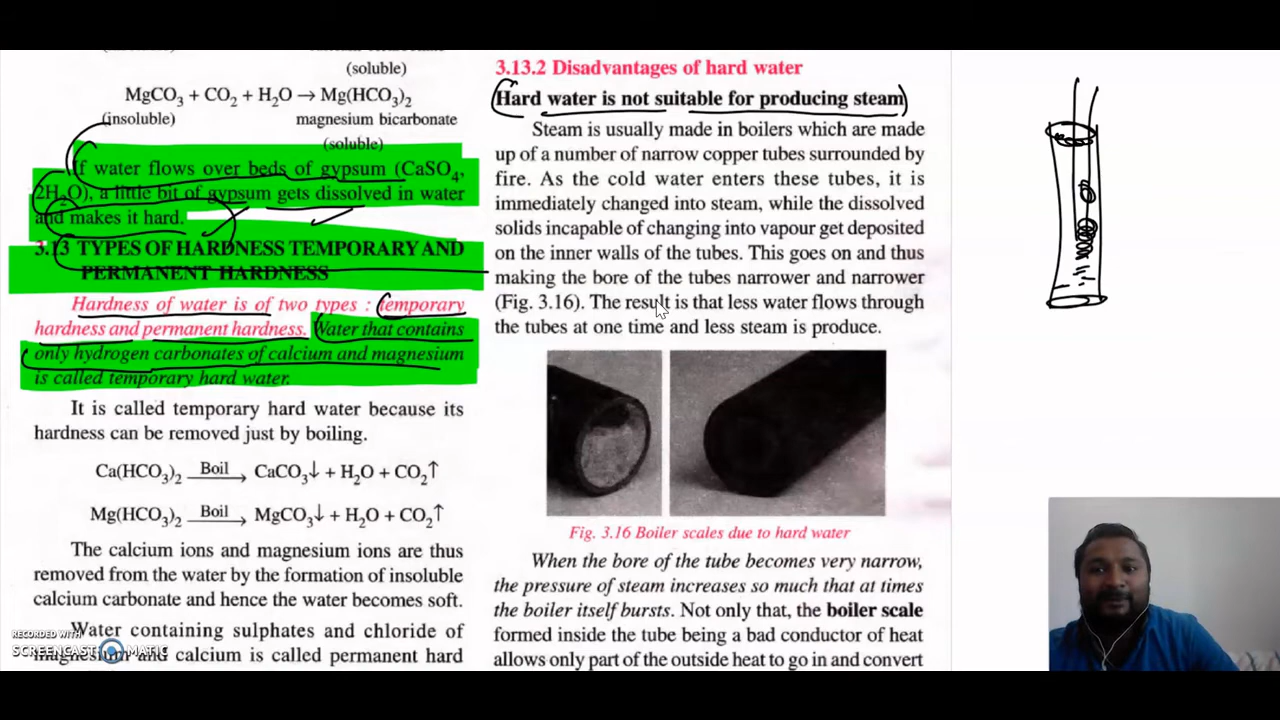 (soluble)
MgCO3 + CO2 + H2O → Mg(HCO3)2
(insoluble) magnesium bicarbonate
(soluble)
If water flows over beds of gypsum (CaSO4,
2H2O), a little bit of gypsum gets dissolved in water
and makes it hard.
3.13 TYPES OF HARDNESS TEMPORARY AND
PERMANENT HARDNESS
Hardness of water is of two types : temporary
hardness and permanent hardness. Water that contains
only hydrogen carbonates of calcium and magnesium
is called temporary hard water.
It is called temporary hard water because its
hardness can be removed just by boiling.
Ca(HCO3)2 Boil → CaCO3↓ + H2O + CO2↑
Mg(HCO3)2 Boil → MgCO3↓ + H2O + CO2↑
The calcium ions and magnesium ions are thus
removed from the water by the formation of insoluble
calcium carbonate and hence the water becomes soft.
Water containing sulphates and chloride of
magnesium and calcium is called permanent hard
3.13.2 Disadvantages of hard water
Hard water is not suitable for producing steam
Steam is usually made in boilers which are made
up of a number of narrow copper tubes surrounded by
fire. As the cold water enters these tubes, it is
immediately changed into steam, while the dissolved
solids incapable of changing into vapour get deposited
on the inner walls of the tubes. This goes on and thus
making the bore of the tubes narrower and narrower
(Fig. 3.16). The result is that less water flows through
the tubes at one time and less steam is produce.
Fig. 3.16 Boiler scales due to hard water
When the bore of the tube becomes very narrow,
the pressure of steam increases so much that at times
the boiler itself bursts. Not only that, the boiler scale
formed inside the tube being a bad conductor of heat
allows only part of the outside heat to go in and convert
RECORDED WITH
SCREENCAST MATIC